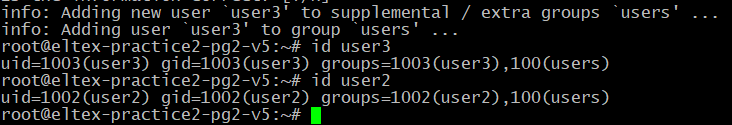 info: Adding new user `user3' to supplemental / extra groups `users' ...
info: Adding user `user3' to group `users' ...
root@eltex-practice2-pg2-v5:~# id user3
uid=1003(user3) gid=1003(user3) groups=1003(user3),100(users)
root@eltex-practice2-pg2-v5:~# id user2
uid=1002(user2) gid=1002(user2) groups=1002(user2),100(users)
root@eltex-practice2-pg2-v5:~#